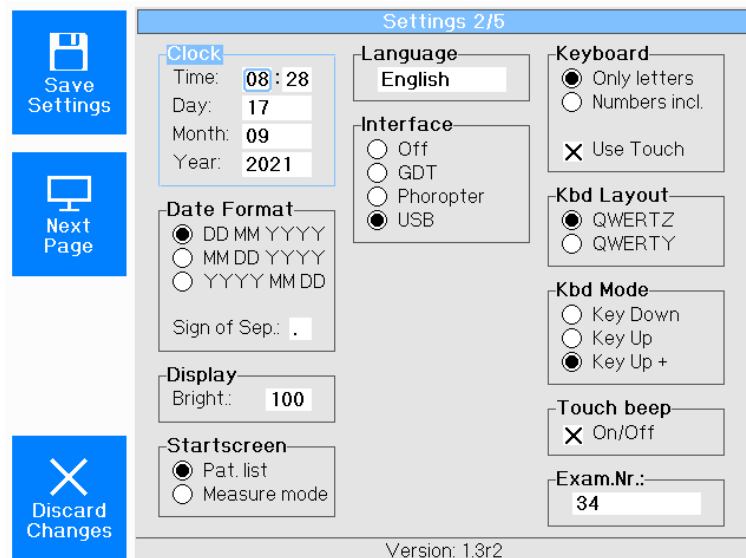 Settings 2/5
Save
Settings
Next
Page
Discard
Changes
Clock
Time: 08 : 28
Day: 17
Month: 09
Year: 2021
Date Format
DD MM YYYY
MM DD YYYY
YYYY MM DD
Sign of Sep.: .
Display
Bright.: 100
Startscreen
Pat. list
Measure mode
Language
English
Interface
Off
GDT
Phoropter
USB
Keyboard
Only letters
Numbers incl.
Use Touch
Kbd Layout
QWERTZ
QWERTY
Kbd Mode
Key Down
Key Up
Key Up +
Touch beep
On/Off
Exam.Nr.:
34
Version: 1.3r2